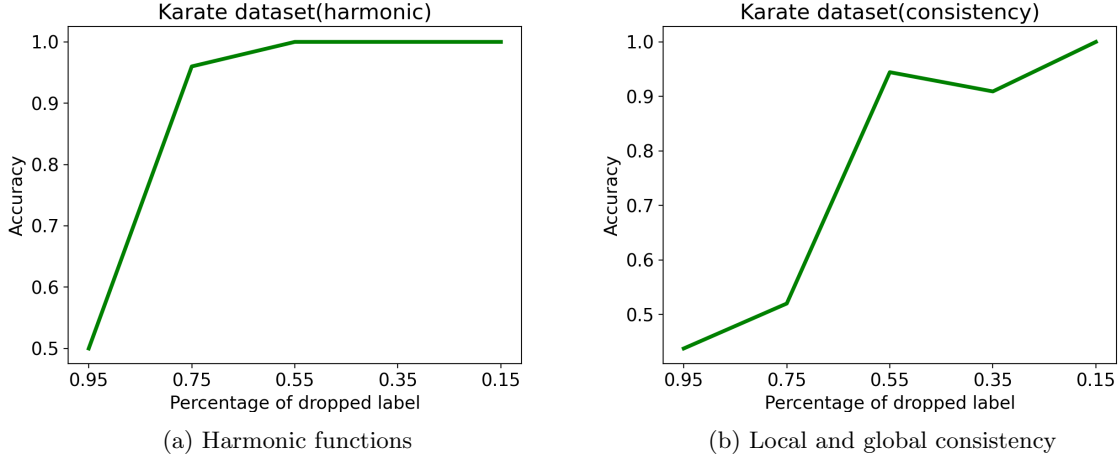 Karate dataset(harmonic)
1.0
0.9
0.8
0.7
0.6
0.5
Accuracy
0.95 0.75 0.55 0.35 0.15
Percentage of dropped label
(a) Harmonic functions
Karate dataset(consistency)
1.0
0.9
0.8
0.7
0.6
0.5
Accuracy
0.95 0.75 0.55 0.35 0.15
Percentage of dropped label
(b) Local and global consistency